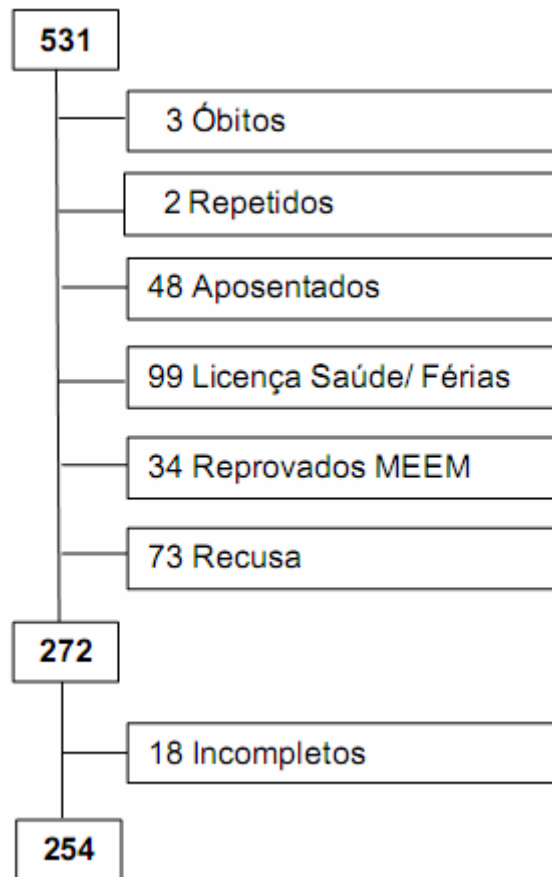 531
3 Óbitos
2 Repetidos
48 Aposentados
99 Licença Saúde/ Férias
34 Reprovados MEEM
73 Recusa
272
18 Incompletos
254